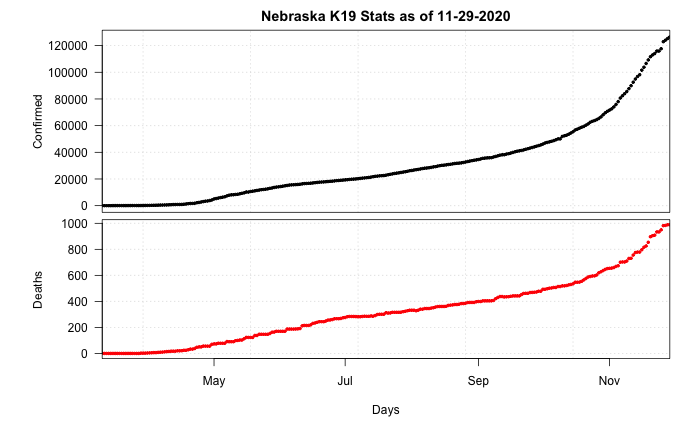 Nebraska K19 Stats as of 11-29-2020
Confirmed
120000
100000
80000
60000
40000
20000
0
Deaths
1000
800
600
400
200
0
May Jul Sep Nov
Days